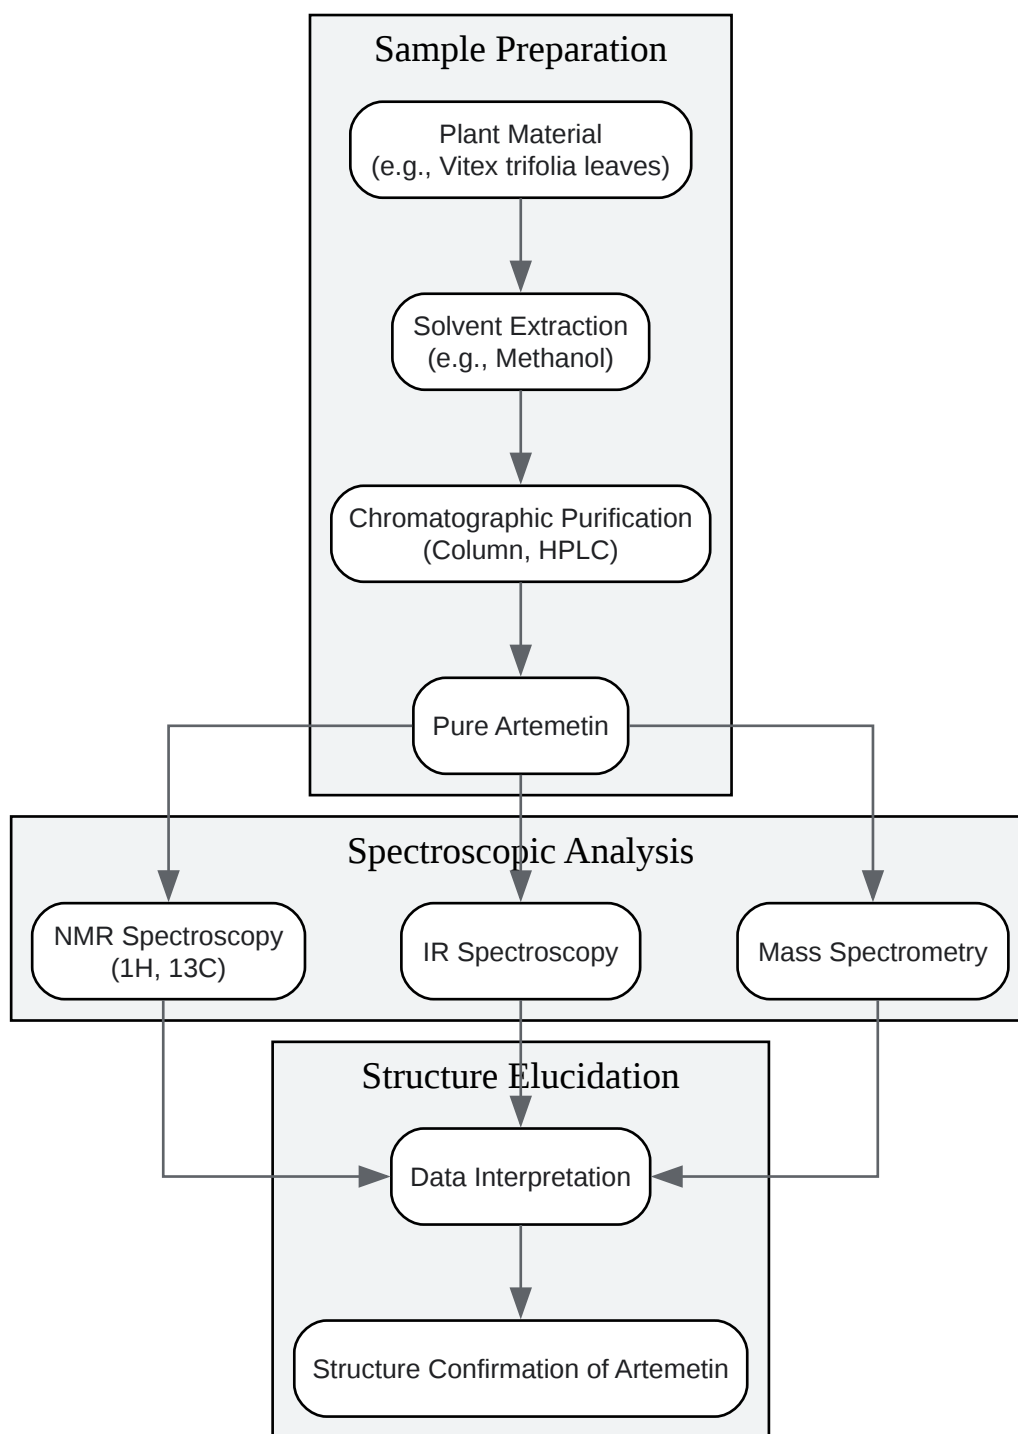 Sample Preparation
Plant Material
(e.g., Vitex trifolia leaves)
Solvent Extraction
(e.g., Methanol)
Chromatographic Purification
(Column, HPLC)
Pure Artemetin
Spectroscopic Analysis
NMR Spectroscopy
(1H, 13C)
IR Spectroscopy
Mass Spectrometry
Structure Elucidation
Data Interpretation
Structure Confirmation of Artemetin